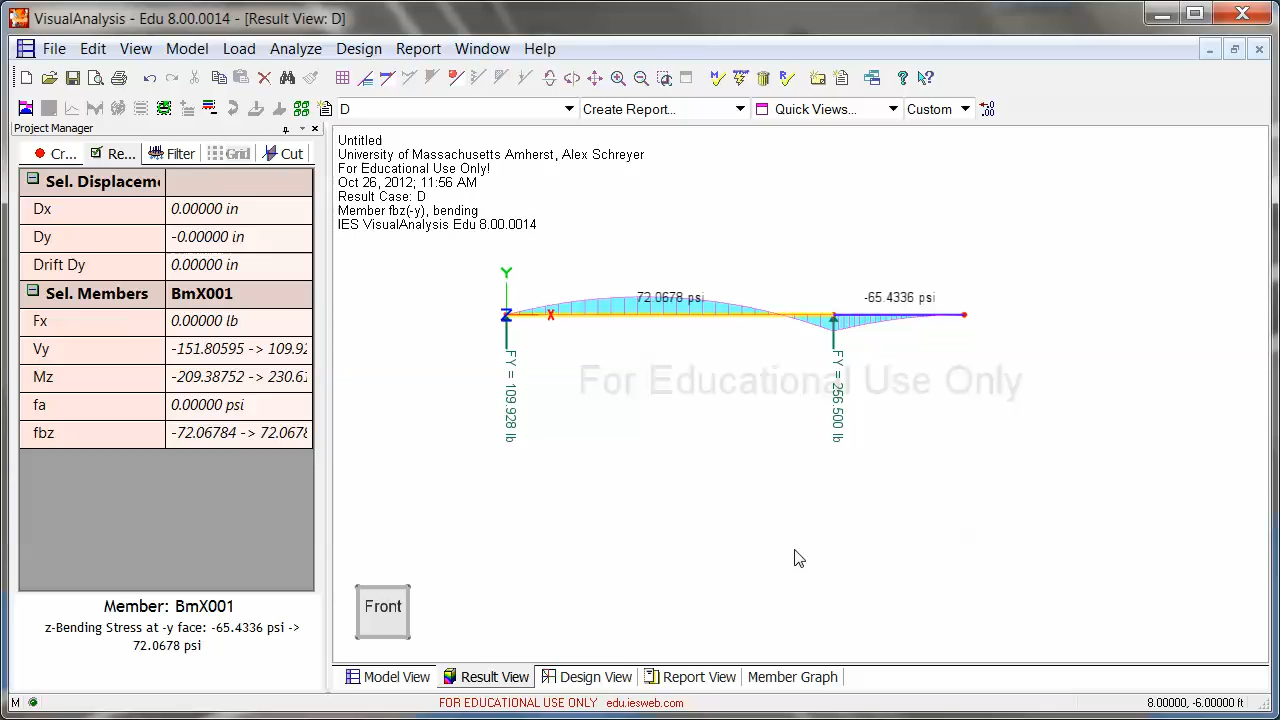 VisualAnalysis - Edu 8.00.0014 - [Result View: D]
File Edit View Model Load Analyze Design Report Window Help
D Create Report... Quick Views... Custom
Project Manager
Cr... Re... Filter Grid Cut
Sel. Displaceme
Dx 0.00000 in
Dy -0.00000 in
Drift Dy 0.00000 in
Sel. Members BmX001
Fx 0.00000 lb
Vy -151.80595 -> 109.92
Mz -209.38752 -> 230.61
fa 0.00000 psi
fbz -72.06784 -> 72.0678
Member: BmX001
z-Bending Stress at -y face: -65.4336 psi ->
72.0678 psi
Untitled
University of Massachusetts Amherst, Alex Schreyer
For Educational Use Only!
Oct 26, 2012; 11:56 AM
Result Case: D
Member fbz(-y), bending
IES VisualAnalysis Edu 8.00.0014
Y
72.0678 psi -65.4336 psi
Z X
FY = 109.928 lb
FY = 256.500 lb
For Educational Use Only
Front
Model View Result View Design View Report View Member Graph
M FOR EDUCATIONAL USE ONLY edu.iesweb.com 8.00000, -6.00000 ft